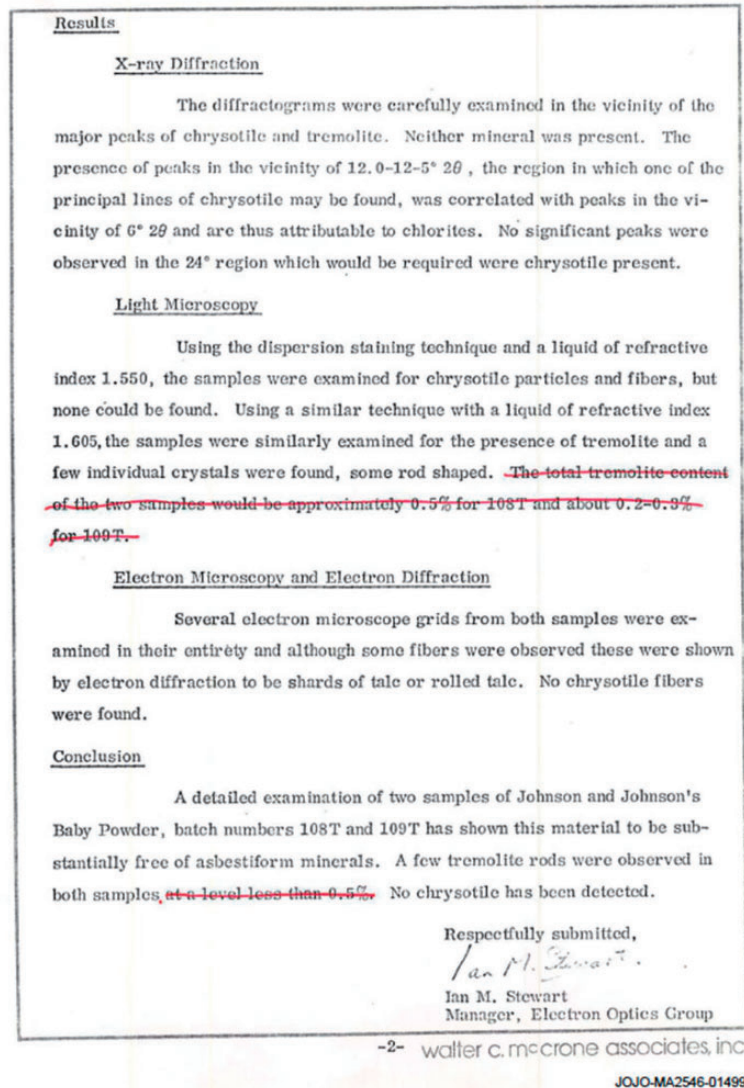 Results
X-ray Diffraction
The diffractograms were carefully examined in the vicinity of the
major peaks of chrysotile and tremolite. Neither mineral was present. The
presence of peaks in the vicinity of 12.0-12-5° 2θ , the region in which one of the
principal lines of chrysotile may be found, was correlated with peaks in the vi-
cinity of 6° 2θ and are thus attributable to chlorites. No significant peaks were
observed in the 24° region which would be required were chrysotile present.
Light Microscopy
Using the dispersion staining technique and a liquid of refractive
index 1.550, the samples were examined for chrysotile particles and fibers, but
none could be found. Using a similar technique with a liquid of refractive index
1.605, the samples were similarly examined for the presence of tremolite and a
few individual crystals were found, some rod shaped. The total tremolite content
of the two samples would be approximately 0.5% for 108T and about 0.2-0.3%
for 109T.
Electron Microscopy and Electron Diffraction
Several electron microscope grids from both samples were ex-
amined in their entirety and although some fibers were observed these were shown
by electron diffraction to be shards of talc or rolled talc. No chrysotile fibers
were found.
Conclusion
A detailed examination of two samples of Johnson and Johnson's
Baby Powder, batch numbers 108T and 109T has shown this material to be sub-
stantially free of asbestiform minerals. A few tremolite rods were observed in
both samples, at a level less than 0.5%. No chrysotile has been detected.
Respectfully submitted,
Ian M. Stewart.
Ian M. Stewart
Manager, Electron Optics Group
-2- walter c. mccrone associates, inc
JOJO-MA2546-01499